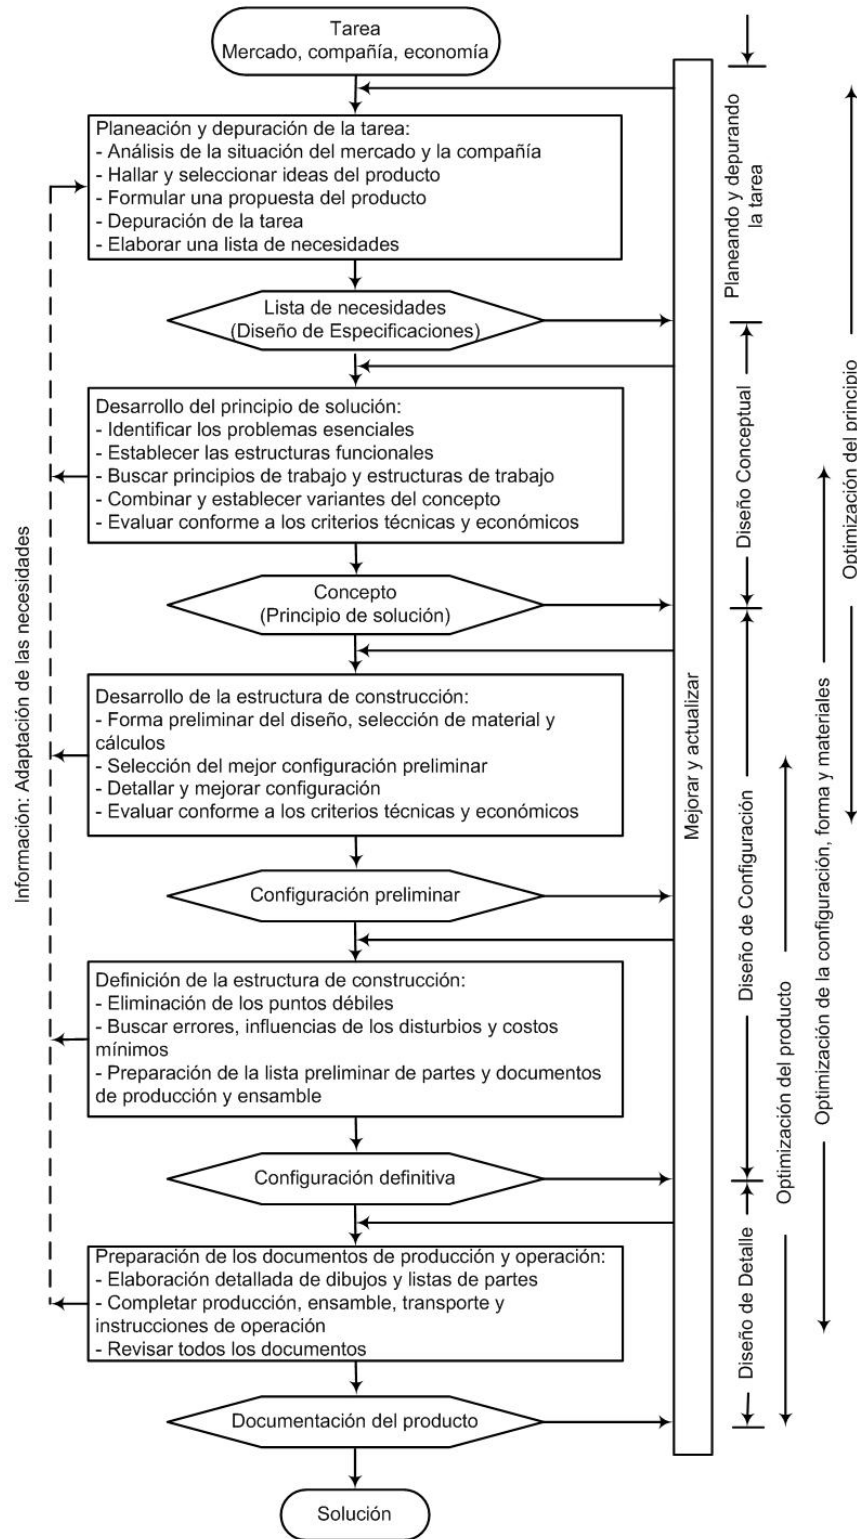 Tarea
Mercado, compañía, economía
Planeación y depuración de la tarea:
- Análisis de la situación del mercado y la compañía
- Hallar y seleccionar ideas del producto
- Formular una propuesta del producto
- Depuración de la tarea
- Elaborar una lista de necesidades
Lista de necesidades
(Diseño de Especificaciones)
Desarrollo del principio de solución:
- Identificar los problemas esenciales
- Establecer las estructuras funcionales
- Buscar principios de trabajo y estructuras de trabajo
- Combinar y establecer variantes del concepto
- Evaluar conforme a los criterios técnicas y económicos
Concepto
(Principio de solución)
Desarrollo de la estructura de construcción:
- Forma preliminar del diseño, selección de material y
cálculos
- Selección del mejor configuración preliminar
- Detallar y mejorar configuración
- Evaluar conforme a los criterios técnicas y económicos
Configuración preliminar
Definición de la estructura de construcción:
- Eliminación de los puntos débiles
- Buscar errores, influencias de los disturbios y costos
mínimos
- Preparación de la lista preliminar de partes y documentos
de producción y ensamble
Configuración definitiva
Preparación de los documentos de producción y operación:
- Elaboración detallada de dibujos y listas de partes
- Completar producción, ensamble, transporte y
instrucciones de operación
- Revisar todos los documentos
Documentación del producto
Solución
Información: Adaptación de las necesidades
Mejorar y actualizar
Planeando y depurando
la tarea
Diseño Conceptual
Diseño de Configuración
Diseño de Detalle
Optimización del producto
Optimización de la configuración, forma y materiales
Optimización del principio